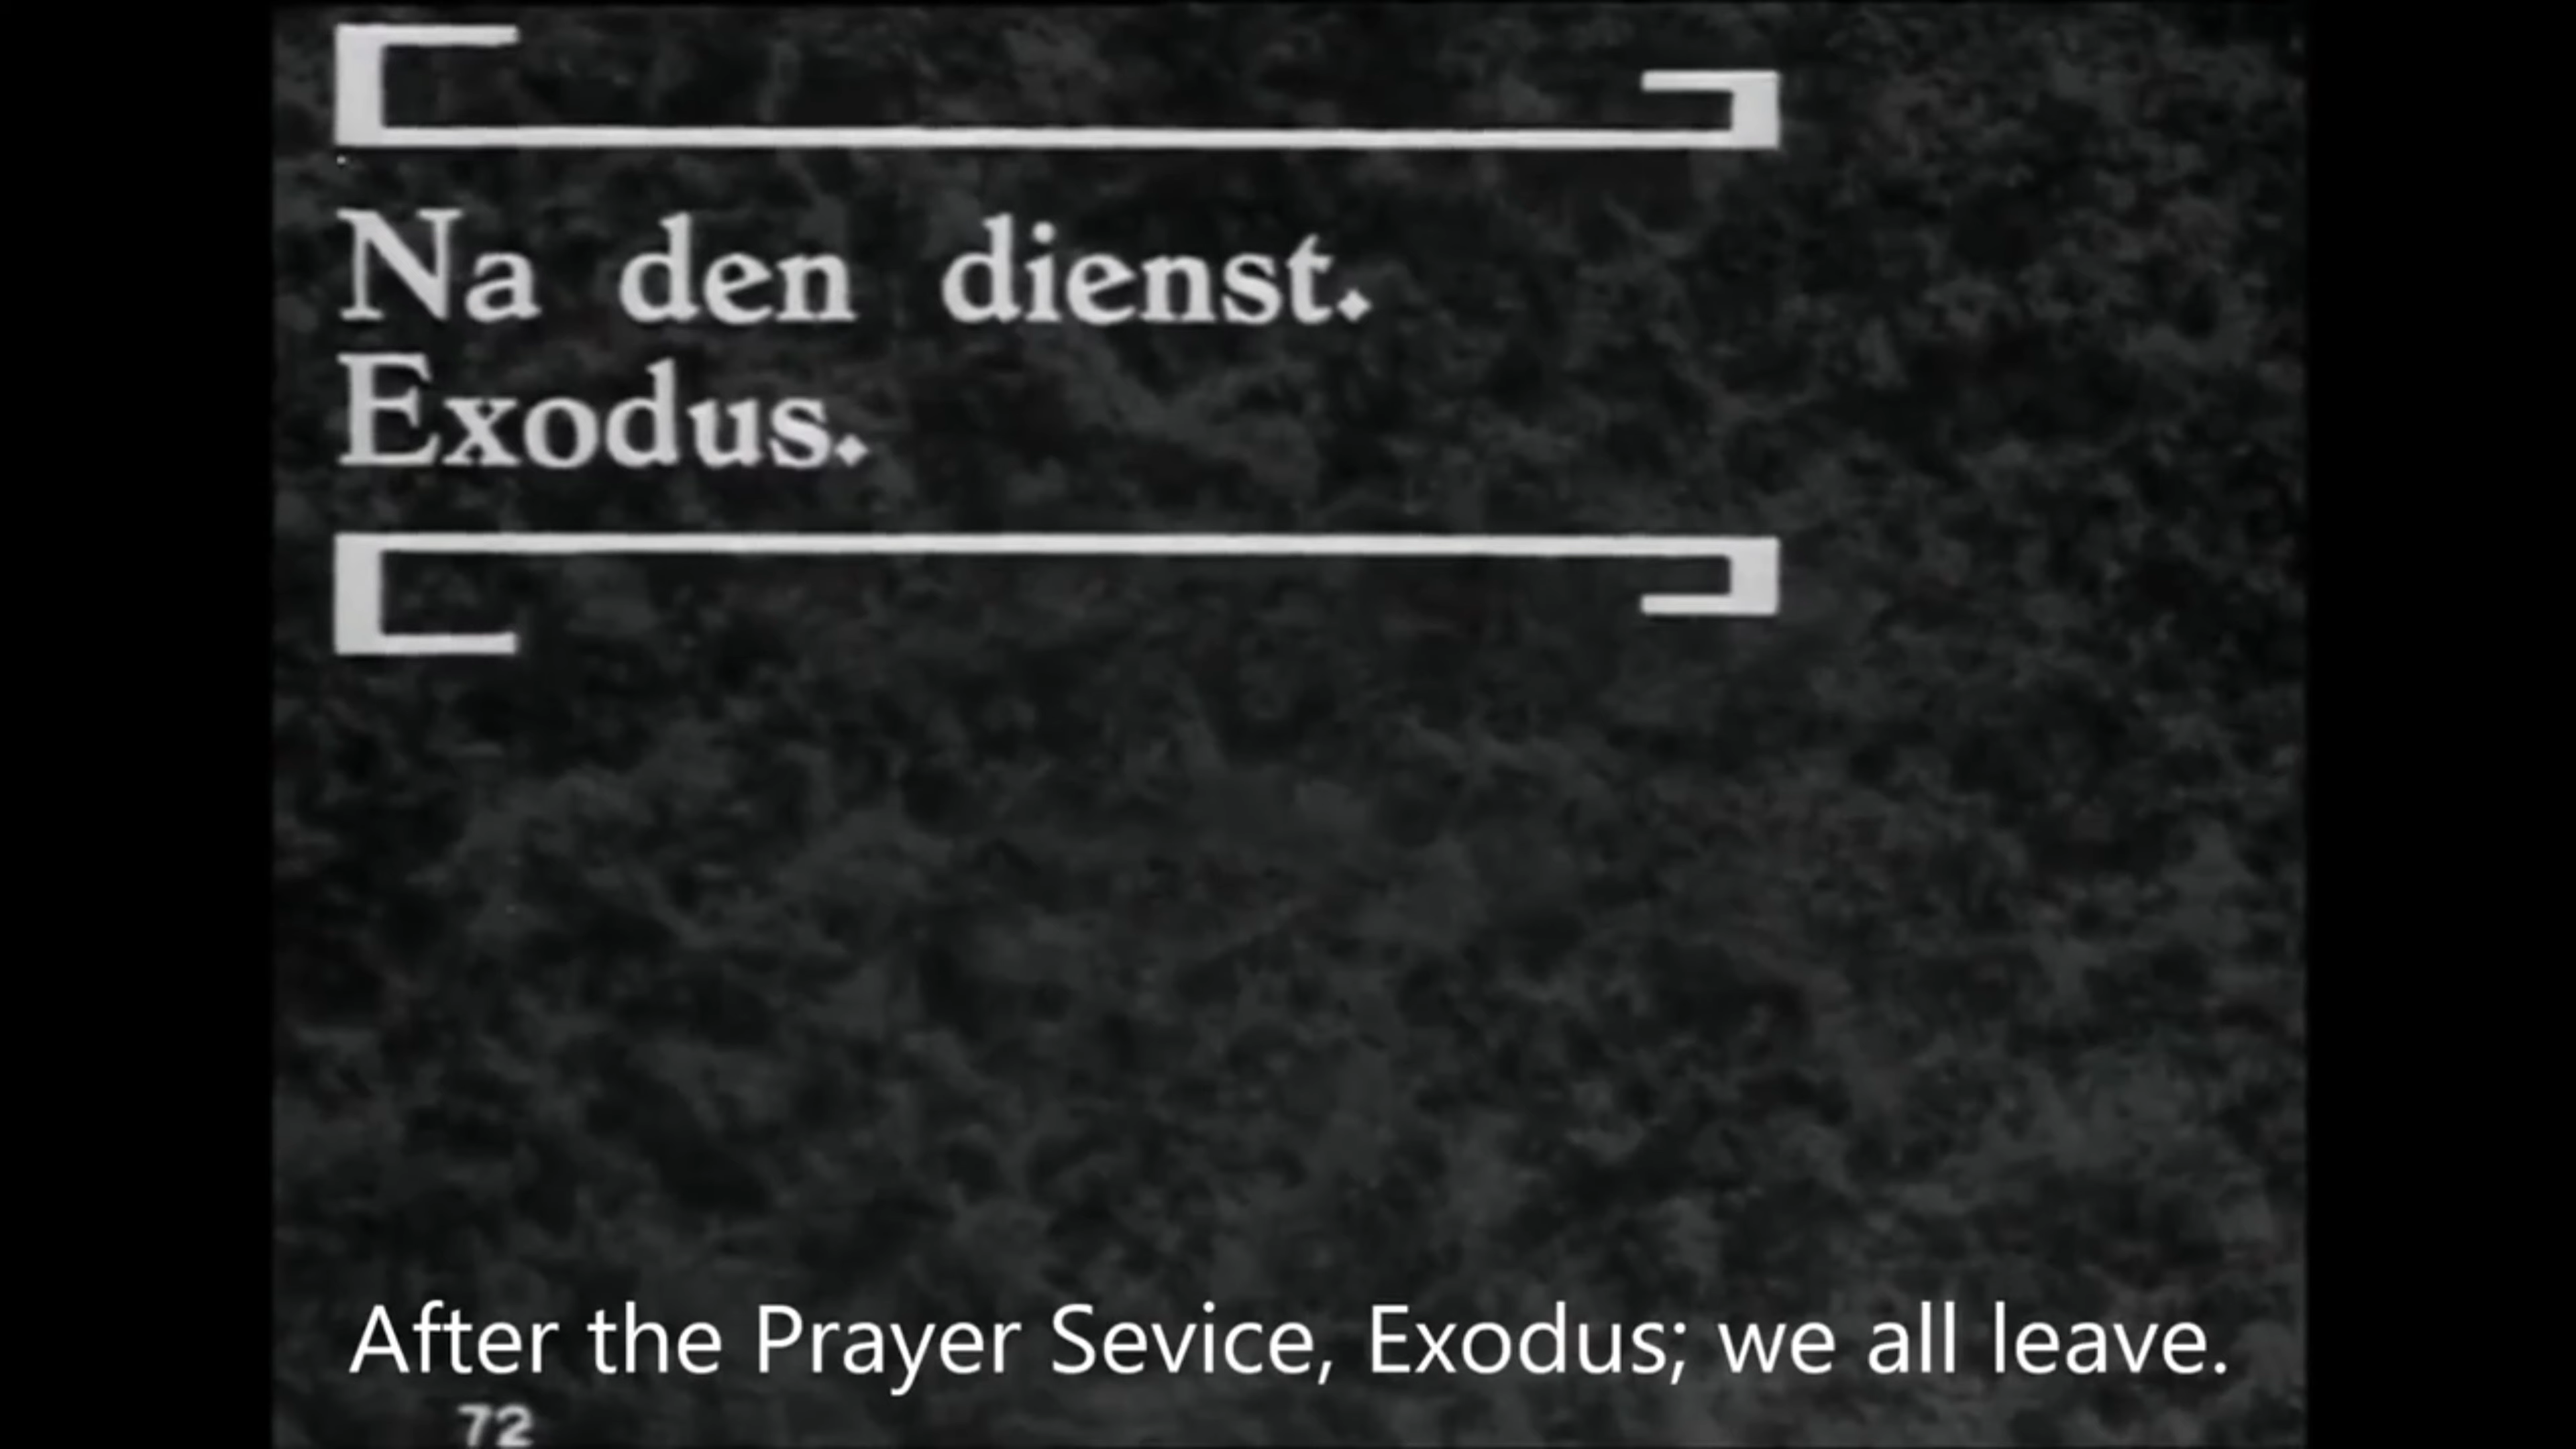 Na den dienst.
Exodus.
After the Prayer Sevice, Exodus; we all leave.
72